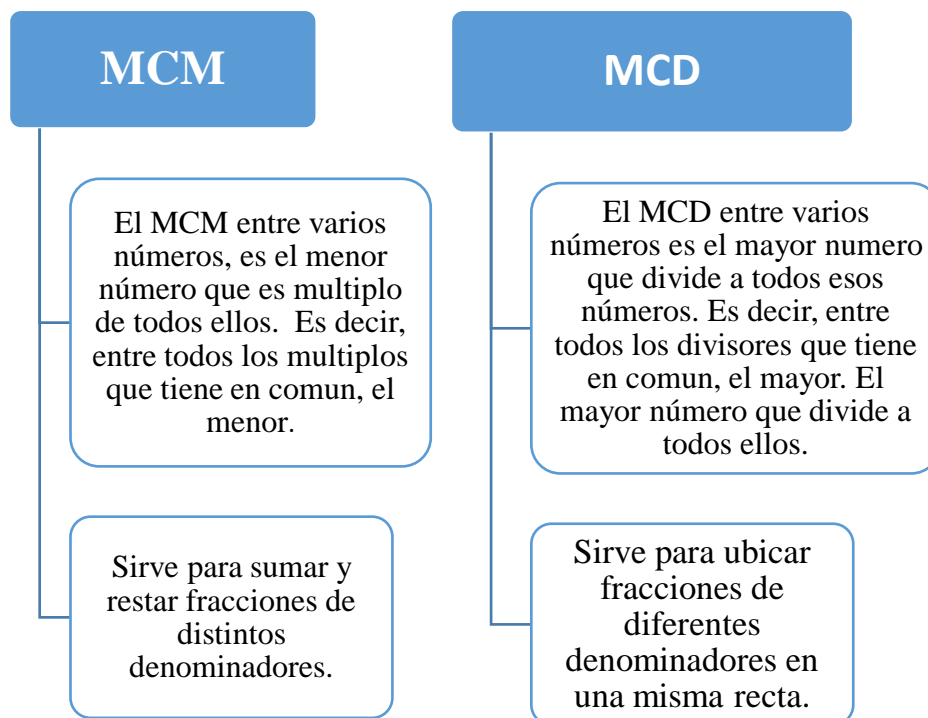 MCM
El MCM entre varios
números, es el menor
número que es multiplo
de todos ellos. Es decir,
entre todos los multiplos
que tiene en comun, el
menor.
Sirve para sumar y
restar fracciones de
distintos
denominadores.
MCD
El MCD entre varios
números es el mayor numero
que divide a todos esos
números. Es decir, entre
todos los divisores que tiene
en comun, el mayor. El
mayor número que divide a
todos ellos.
Sirve para ubicar
fracciones de
diferentes
denominadores en
una misma recta.